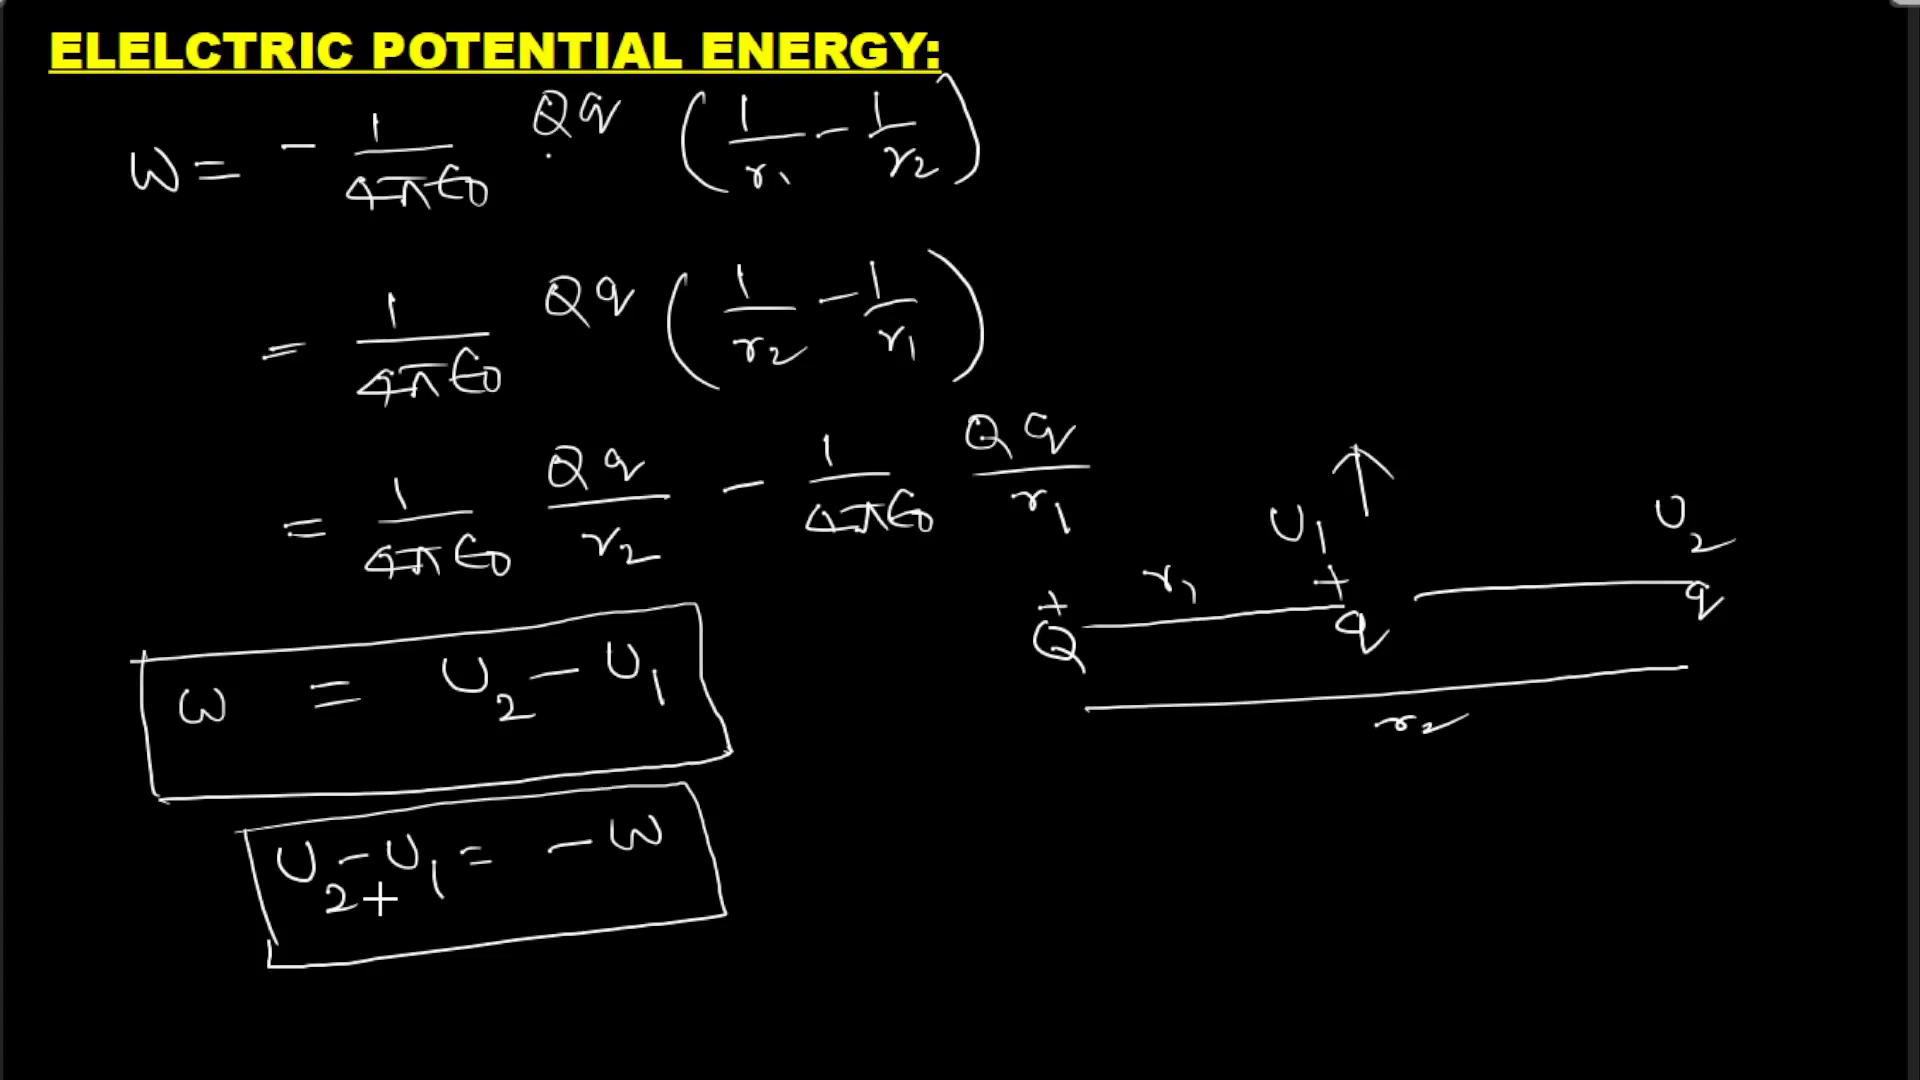 ELELCTRIC POTENTIAL ENERGY:
W = - 1/4πε0 Qq (1/r1 - 1/r2)
= 1/4πε0 Qq (1/r2 - 1/r1)
= 1/4πε0 Qq/r2 - 1/4πε0 Qq/r1
W = U2 - U1
U2 - U1 = - W
U1 U2
r1 + q
+ Q q
r2